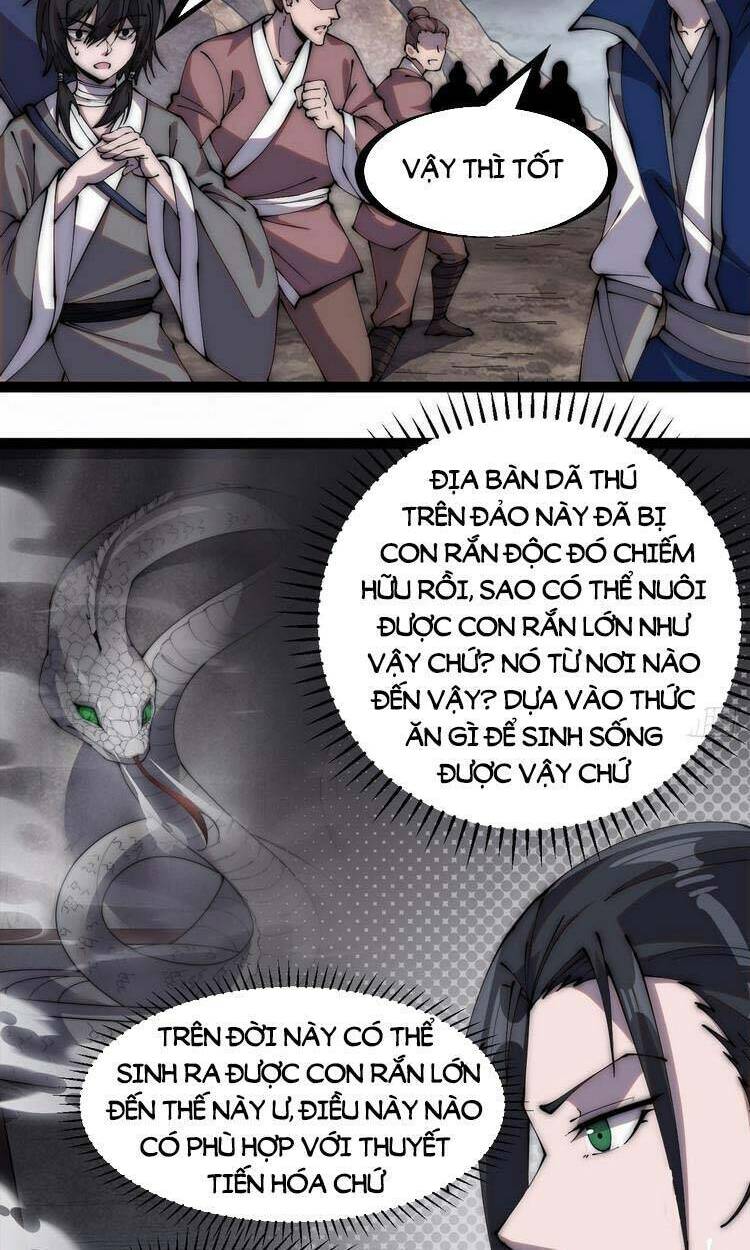 VẬY THÌ TỐT
ĐỊA BÀN DÃ THÚ
TRÊN ĐẢO NÀY ĐÃ BỊ
CON RẮN ĐỘC ĐÓ CHIẾM
HỮU RỒI, SAO CÓ THỂ NUÔI
ĐƯỢC CON RẮN LỚN NHƯ
VẬY CHỨ? NÓ TỪ NƠI NÀO
ĐẾN VẬY? DỰA VÀO THỨC
ĂN GÌ ĐỂ SINH SỐNG
ĐƯỢC VẬY CHỨ
TRÊN ĐỜI NÀY CÓ THỂ
SINH RA ĐƯỢC CON RẮN LỚN
ĐẾN THẾ NÀY Ư, ĐIỀU NÀY NÀO
CÓ PHÙ HỢP VỚI THUYẾT
TIẾN HÓA CHỨ